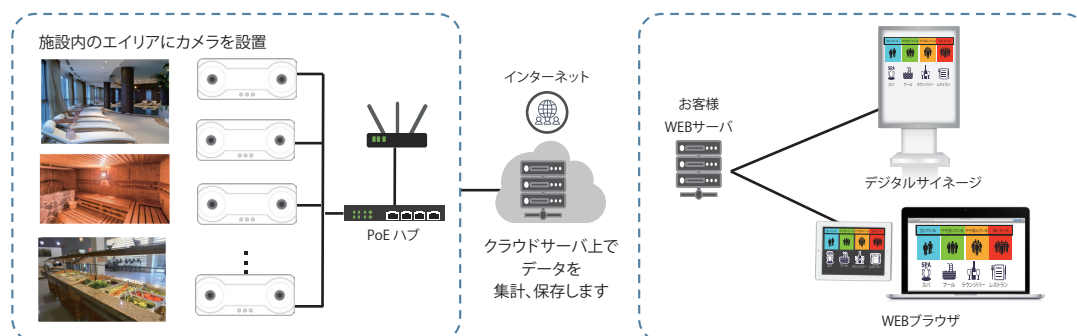 施設内のエイリアにカメラを設置
PoE ハブ
インターネット
クラウドサーバ上で
データを
集計、保存します
お客様
WEBサーバ
デジタルサイネージ
SPA
スパ プール ラウンジバー レストラン
WEBブラウザ